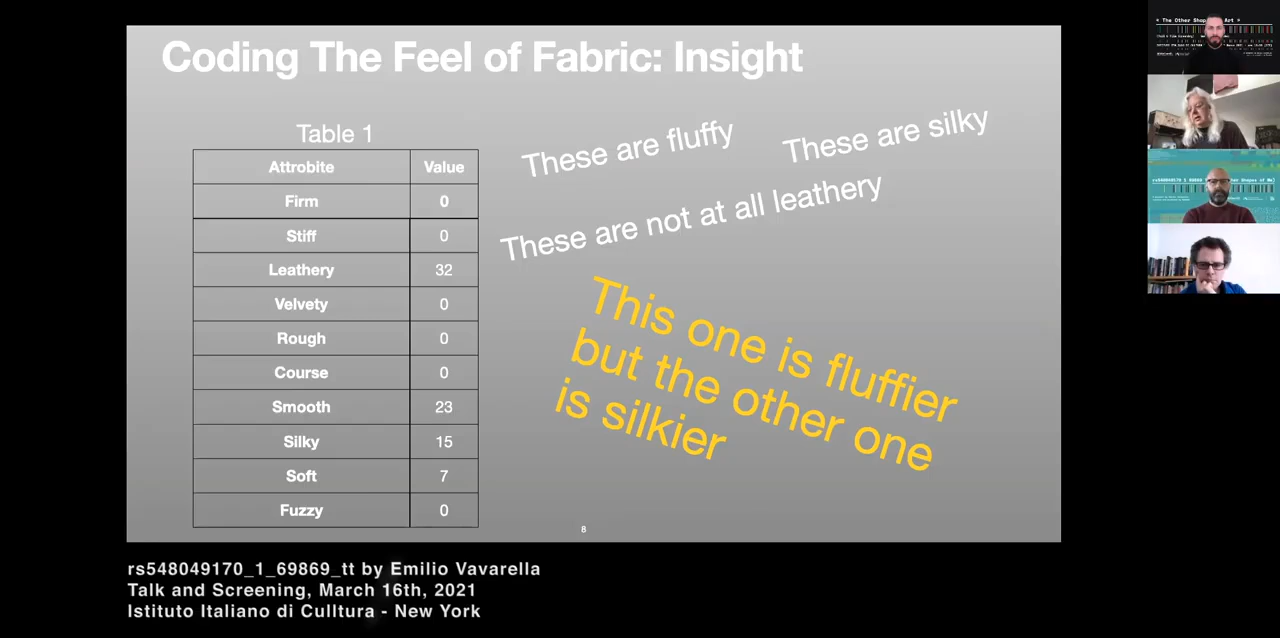 Coding The Feel of Fabric: Insight
Table 1
Attrobite Value
Firm 0
Stiff 0
Leathery 32
Velvety 0
Rough 0
Course 0
Smooth 23
Silky 15
Soft 7
Fuzzy 0
These are fluffy
These are silky
These are not at all leathery
This one is fluffier
but the other one
is silkier
8
rs548049170_1_69869_tt by Emilio Vavarella
Talk and Screening, March 16th, 2021
Istituto Italiano di Culltura - New York